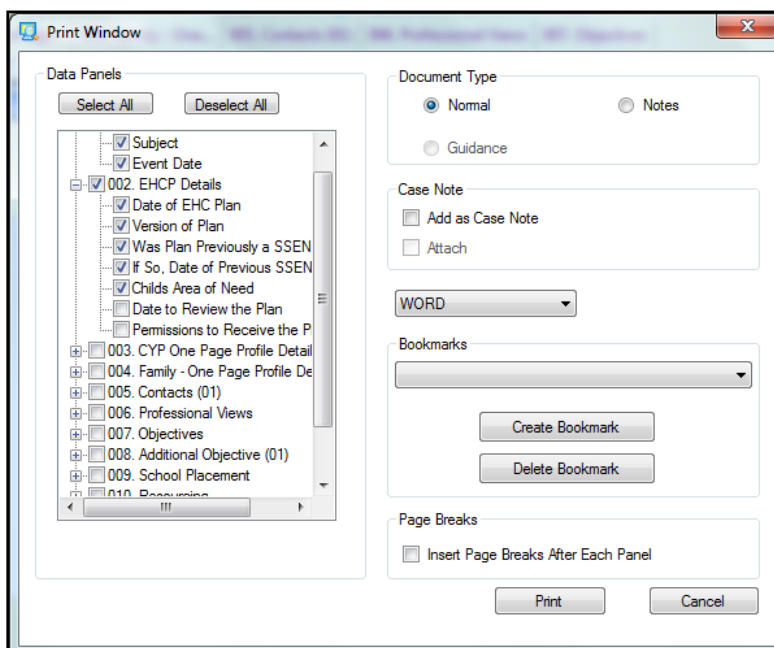 Print Window
Data Panels
Select All
Deselect All
Subject
Event Date
002. EHCP Details
Date of EHC Plan
Version of Plan
Was Plan Previously a SSEN
If So, Date of Previous SSEN
Childs Area of Need
Date to Review the Plan
Permissions to Receive the Pl
003. CYP One Page Profile Detail
004. Family - One Page Profile De
005. Contacts (01)
006. Professional Views
007. Objectives
008. Additional Objective (01)
009. School Placement
010. Resourcing
Document Type
Normal
Notes
Guidance
Case Note
Add as Case Note
Attach
WORD
Bookmarks
Create Bookmark
Delete Bookmark
Page Breaks
Insert Page Breaks After Each Panel
Print
Cancel